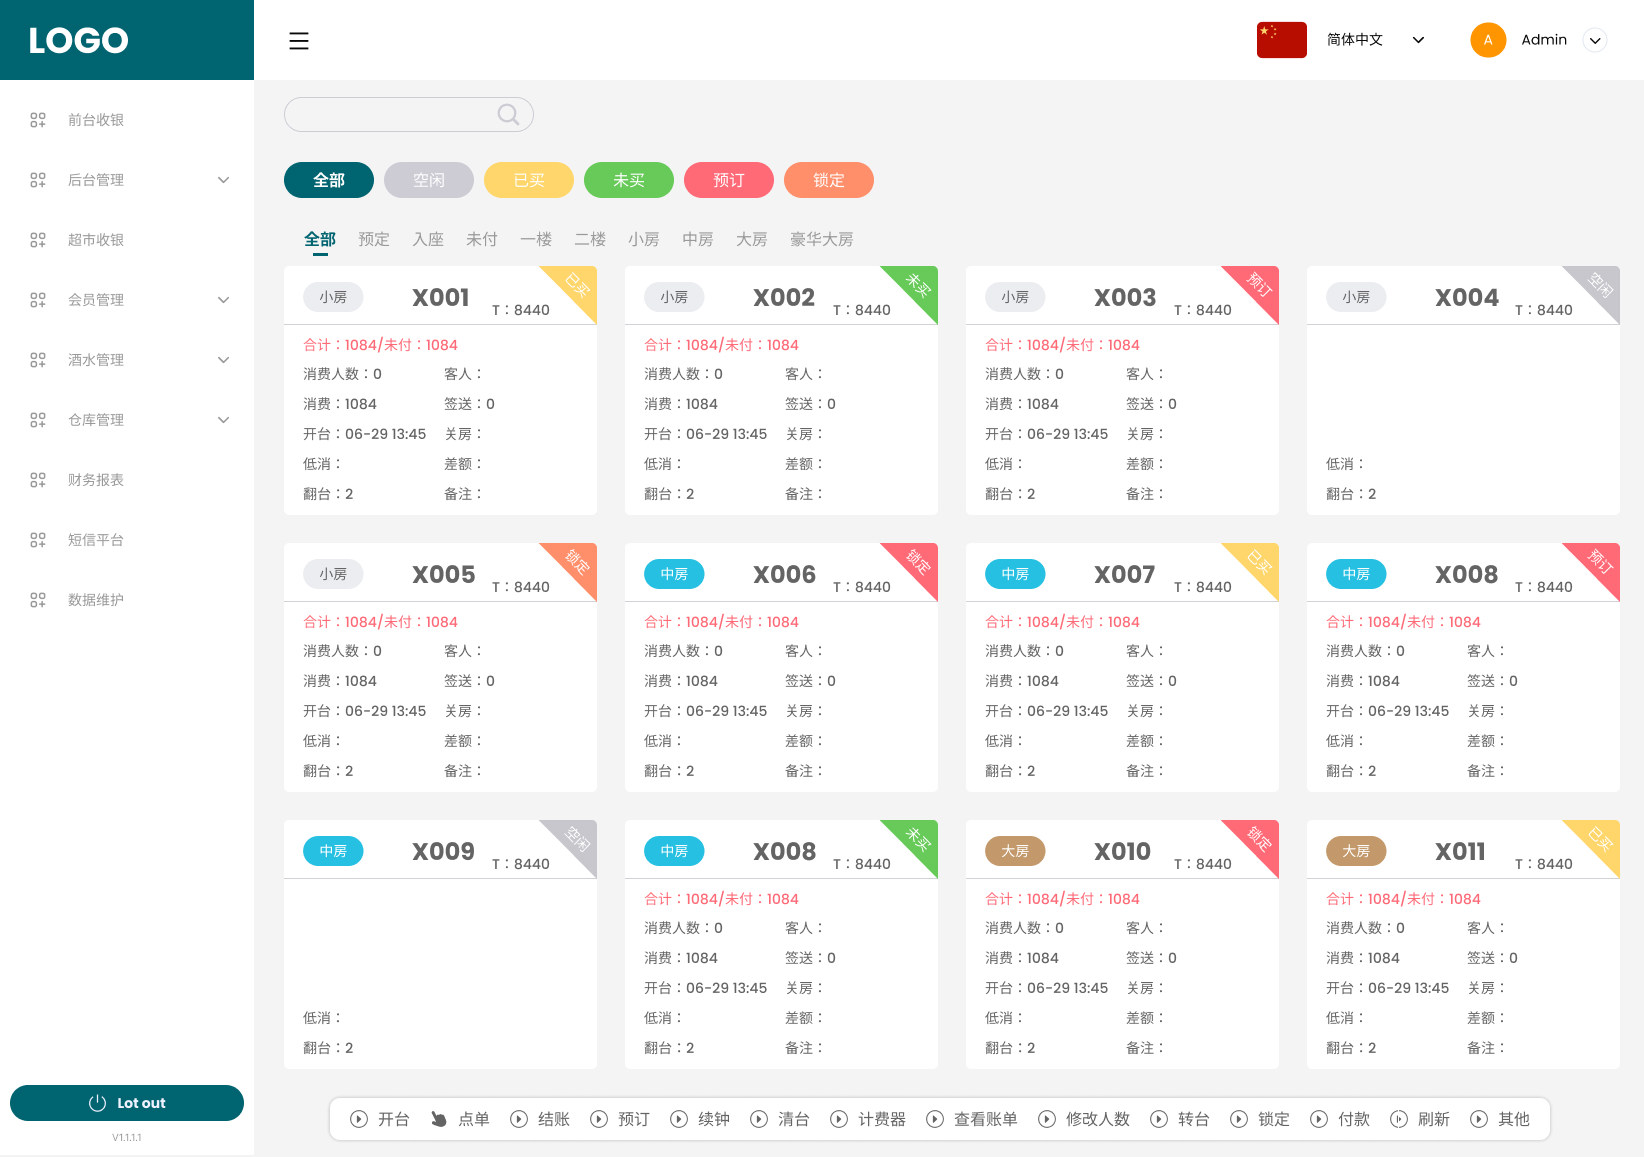 LOGO
简体中文
A
Admin
前台收银
后台管理
超市收银
会员管理
酒水管理
仓库管理
财务报表
短信平台
数据维护
Lot out
V1.1.1.1
全部 空闲 已买 未买 预订 锁定
全部 预定 入座 未付 一楼 二楼 小房 中房 大房 豪华大房
小房 X001 T：8440 已买
合计：1084/未付：1084
消费人数：0 客人：
消费：1084 签送：0
开台：06-29 13:45 关房：
低消： 差额：
翻台：2 备注：
小房 X002 T：8440 未买
合计：1084/未付：1084
消费人数：0 客人：
消费：1084 签送：0
开台：06-29 13:45 关房：
低消： 差额：
翻台：2 备注：
小房 X003 T：8440 预订
合计：1084/未付：1084
消费人数：0 客人：
消费：1084 签送：0
开台：06-29 13:45 关房：
低消： 差额：
翻台：2 备注：
小房 X004 T：8440 空闲
低消：
翻台：2
小房 X005 T：8440 锁定
合计：1084/未付：1084
消费人数：0 客人：
消费：1084 签送：0
开台：06-29 13:45 关房：
低消： 差额：
翻台：2 备注：
中房 X006 T：8440 锁定
合计：1084/未付：1084
消费人数：0 客人：
消费：1084 签送：0
开台：06-29 13:45 关房：
低消： 差额：
翻台：2 备注：
中房 X007 T：8440 已买
合计：1084/未付：1084
消费人数：0 客人：
消费：1084 签送：0
开台：06-29 13:45 关房：
低消： 差额：
翻台：2 备注：
中房 X008 T：8440 预订
合计：1084/未付：1084
消费人数：0 客人：
消费：1084 签送：0
开台：06-29 13:45 关房：
低消： 差额：
翻台：2 备注：
中房 X009 T：8440 空闲
低消：
翻台：2
中房 X008 T：8440 未买
合计：1084/未付：1084
消费人数：0 客人：
消费：1084 签送：0
开台：06-29 13:45 关房：
低消： 差额：
翻台：2 备注：
大房 X010 T：8440 锁定
合计：1084/未付：1084
消费人数：0 客人：
消费：1084 签送：0
开台：06-29 13:45 关房：
低消： 差额：
翻台：2 备注：
大房 X011 T：8440 已买
合计：1084/未付：1084
消费人数：0 客人：
消费：1084 签送：0
开台：06-29 13:45 关房：
低消： 差额：
翻台：2 备注：
开台 点单 结账 预订 续钟 清台 计费器 查看账单 修改人数 转台 锁定 付款 刷新 其他